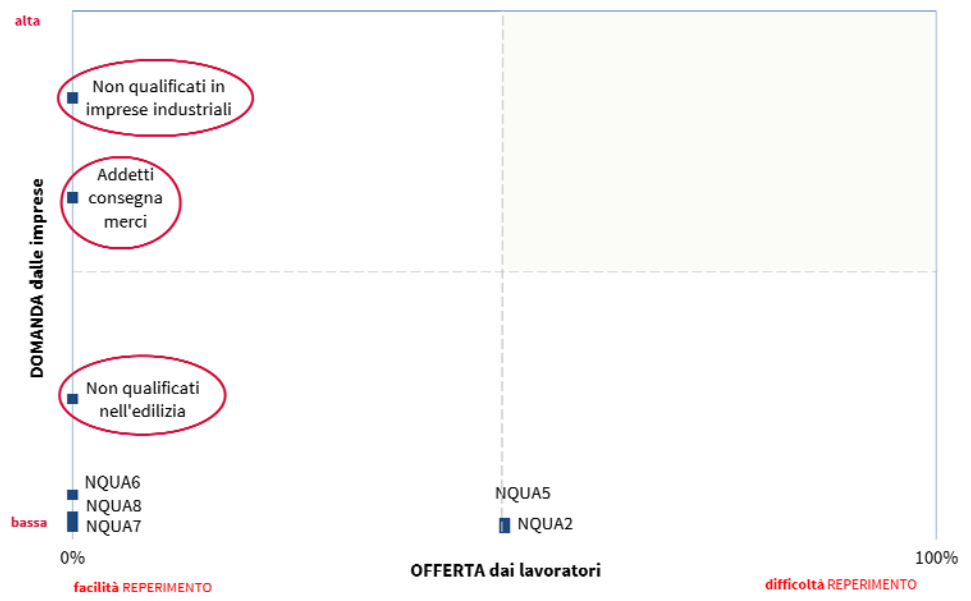 alta
Non qualificati in
imprese industriali
Addetti
consegna
merci
DOMANDA dalle imprese
Non qualificati
nell'edilizia
NQUA6
NQUA5
NQUA8
NQUA7
NQUA2
bassa
0%
100%
OFFERTA dai lavoratori
facilità REPERIMENTO
difficoltà REPERIMENTO